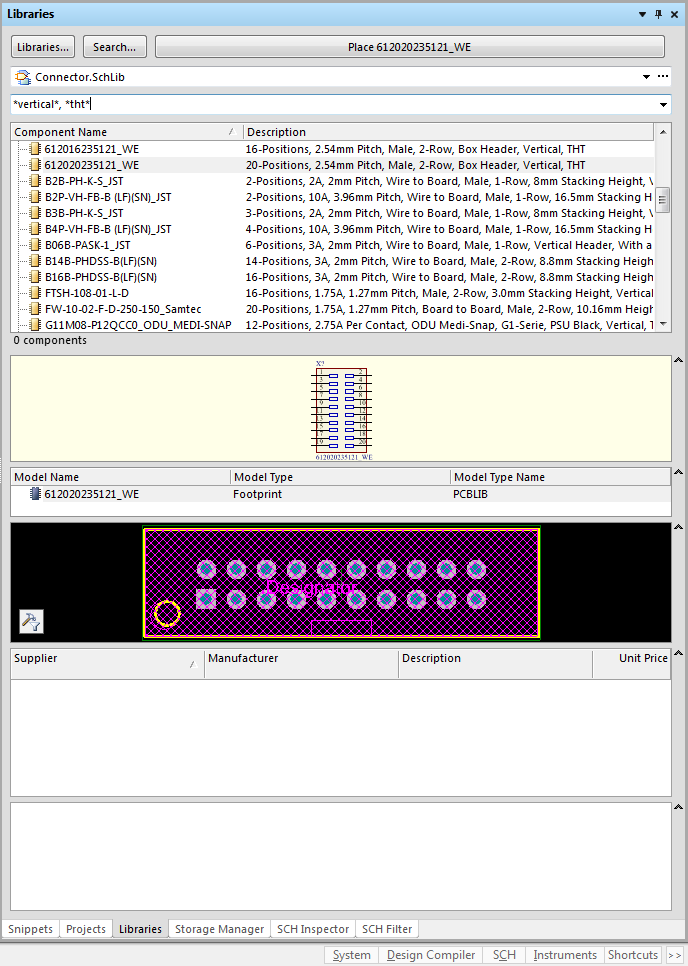 Libraries
Libraries... Search... Place 612020235121_WE
Connector.SchLib
*vertical*, *tht*
Component Name / Description
612016235121_WE 16-Positions, 2.54mm Pitch, Male, 2-Row, Box Header, Vertical, THT
612020235121_WE 20-Positions, 2.54mm Pitch, Male, 2-Row, Box Header, Vertical, THT
B2B-PH-K-S_JST 2-Positions, 2A, 2mm Pitch, Wire to Board, Male, 1-Row, 8mm Stacking Height, V
B2P-VH-FB-B (LF)(SN)_JST 2-Positions, 10A, 3.96mm Pitch, Wire to Board, Male, 1-Row, 16.5mm Stacking H
B3B-PH-K-S_JST 3-Positions, 2A, 2mm Pitch, Wire to Board, Male, 1-Row, 8mm Stacking Height, V
B4P-VH-FB-B (LF)(SN)_JST 4-Positions, 10A, 3.96mm Pitch, Wire to Board, Male, 1-Row, 16.5mm Stacking H
B06B-PASK-1_JST 6-Positions, 3A, 2mm Pitch, Wire to Board, Male, 1-Row, Vertical Header, With a
B14B-PHDSS-B(LF)(SN) 14-Positions, 3A, 2mm Pitch, Wire to Board, Male, 2-Row, 8.8mm Stacking Heigh
B16B-PHDSS-B(LF)(SN) 16-Positions, 3A, 2mm Pitch, Wire to Board, Male, 2-Row, 8.8mm Stacking Heigh
FTSH-108-01-L-D 16-Positions, 1.75A, 1.27mm Pitch, Male, 2-Row, 3.0mm Stacking Height, Vertical
FW-10-02-F-D-250-150_Samtec 20-Positions, 1.75A, 1.27mm Pitch, Board to Board, Male, 2-Row, 10.16mm Heigh
G11M08-P12QCC0_ODU_MEDI-SNAP 12-Positions, 2.75A Per Contact, ODU Medi-Snap, G1-Serie, PSU Black, Vertical, T
0 components
X?
1 2
3 4
5 6
7 8
9 10
11 12
13 14
15 16
17 18
19 20
612020235121_WE
Model Name Model Type Model Type Name
612020235121_WE Footprint PCBLIB
Designator
Supplier / Manufacturer Description Unit Price
Snippets Projects Libraries Storage Manager SCH Inspector SCH Filter
System Design Compiler SCH Instruments Shortcuts >>